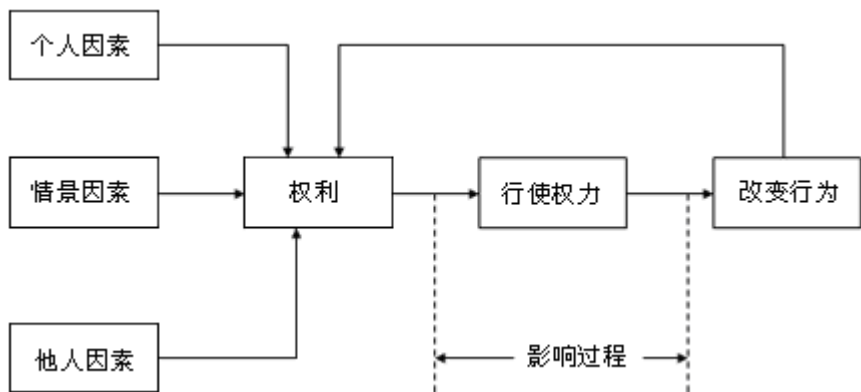 个人因素
情景因素
权利
行使权力
改变行为
他人因素
影响过程